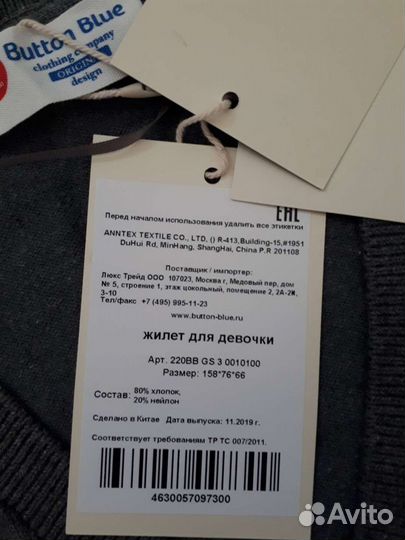 Button Blue
clothing company
ORIGINAL
design
EAC
Перед началом использования удалить все этикетки
ANNTEX TEXTILE CO., LTD, () R-413,Building-15,#1951
DuHui Rd, MinHang, ShangHai, China P.R 201108
Поставщик / импортер:
Люкс Трейд ООО 107023, Москва г, Медовый пер, дом
№ 5, строение 1, этаж цокольный, помещение 2, 2А-2М,
3-10
Тел/факс +7 (495) 995-11-23
www.button-blue.ru
жилет для девочки
Арт. 220BB GS 3 0010100
Размер: 158*76*66
Состав: 80% хлопок,
20% нейлон
Сделано в Китае Дата выпуска: 11.2019 г.
Соответствует требованиям ТР ТС 007/2011.
4630057097300
Avito